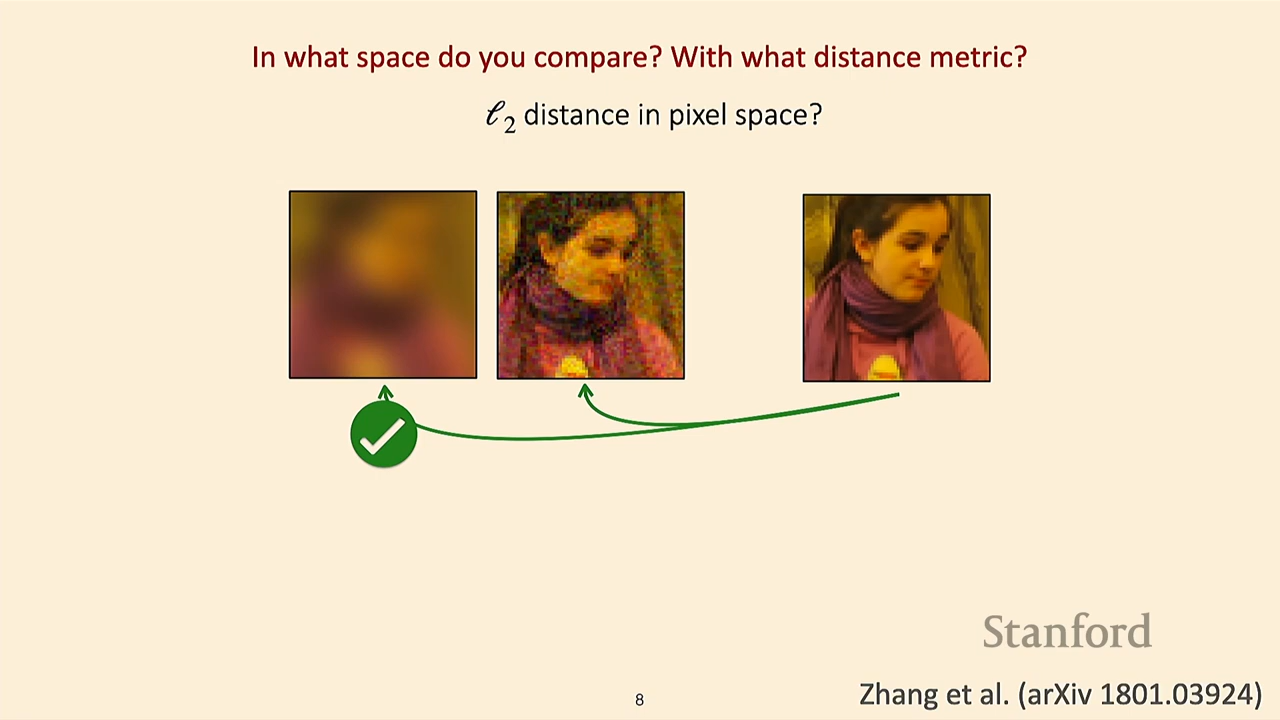 In what space do you compare? With what distance metric?
ℓ₂ distance in pixel space?
Stanford
8
Zhang et al. (arXiv 1801.03924)